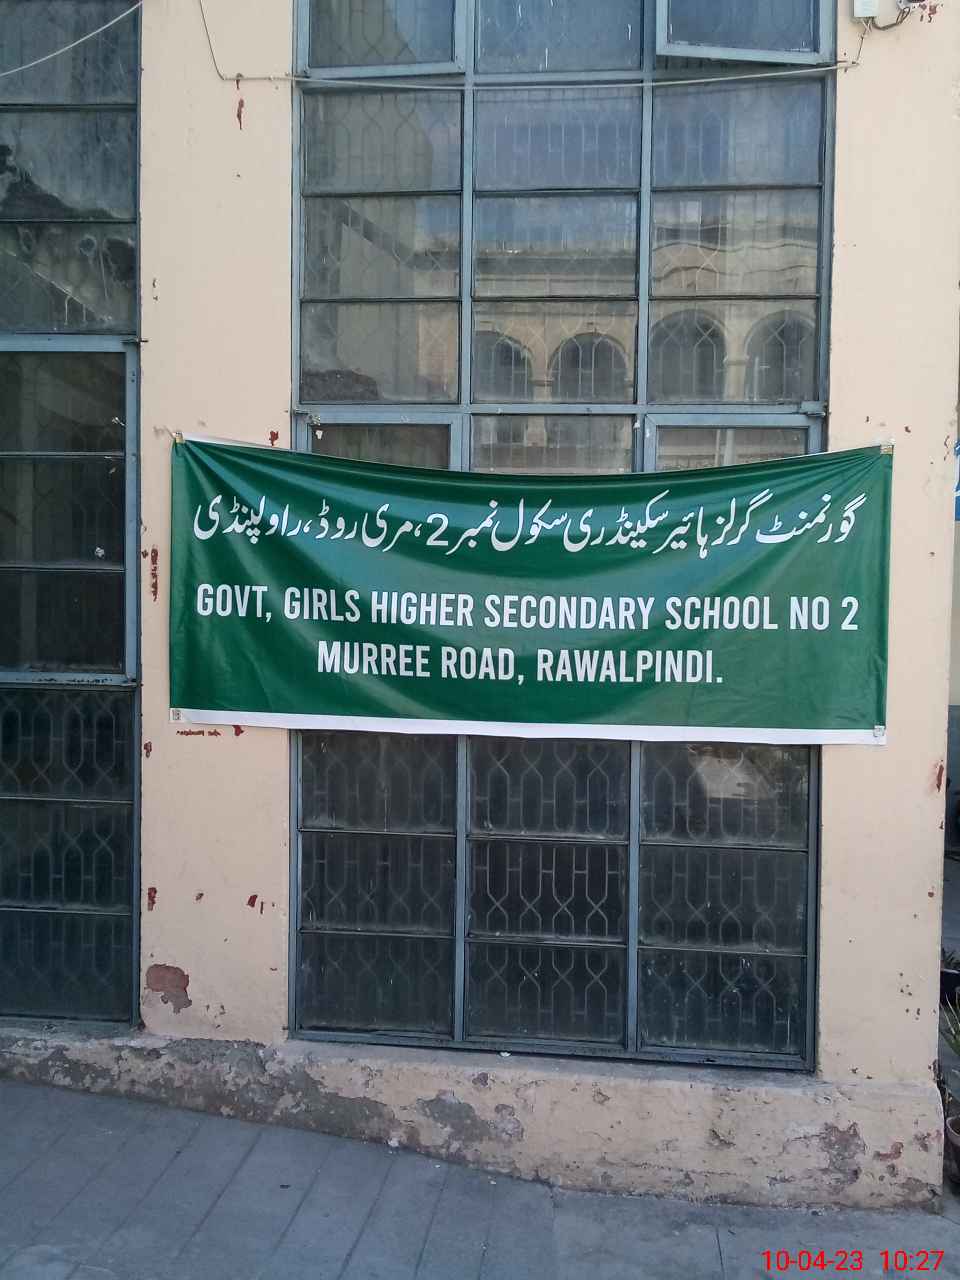 گورنمنٹ گرلز ہائیر سکینڈری سکول نمبر 2، مری روڈ، راولپنڈی
GOVT, GIRLS HIGHER SECONDARY SCHOOL NO 2
MURREE ROAD, RAWALPINDI.
10-04-23 10:27